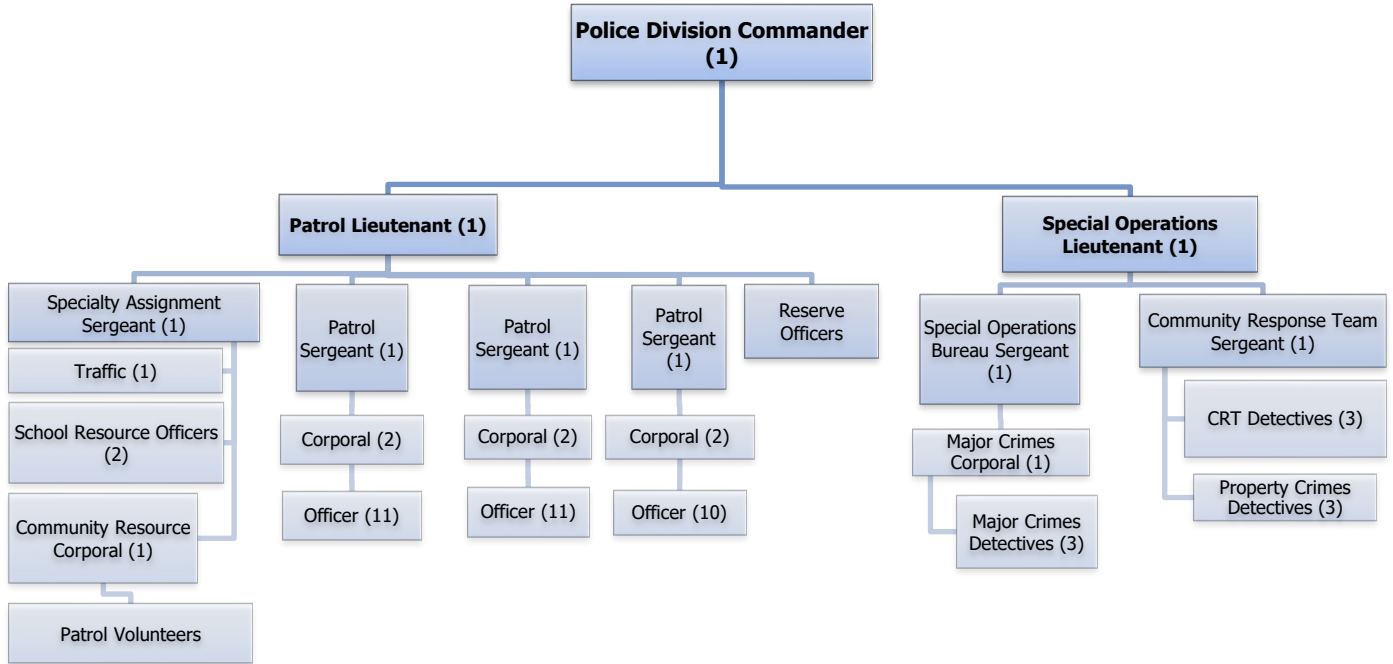 Police Division Commander
(1)
Patrol Lieutenant (1)
Special Operations
Lieutenant (1)
Specialty Assignment
Sergeant (1)
Traffic (1)
School Resource Officers
(2)
Community Resource
Corporal (1)
Patrol Volunteers
Patrol
Sergeant (1)
Corporal (2)
Officer (11)
Patrol
Sergeant (1)
Corporal (2)
Officer (11)
Patrol
Sergeant
(1)
Corporal (2)
Officer (10)
Reserve
Officers
Special Operations
Bureau Sergeant
(1)
Major Crimes
Corporal (1)
Major Crimes
Detectives (3)
Community Response Team
Sergeant (1)
CRT Detectives (3)
Property Crimes
Detectives (3)